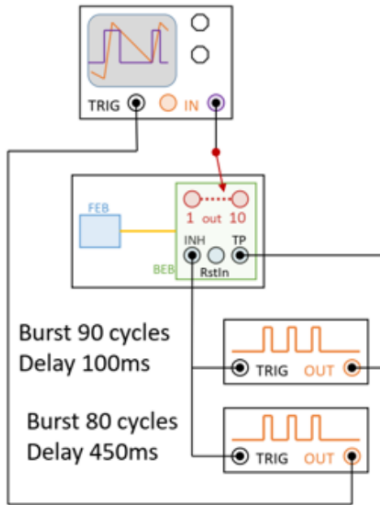 TRIG IN
FEB
1 out 10
INH TP
BEB RstIn
Burst 90 cycles
Delay 100ms
TRIG OUT
Burst 80 cycles
Delay 450ms
TRIG OUT